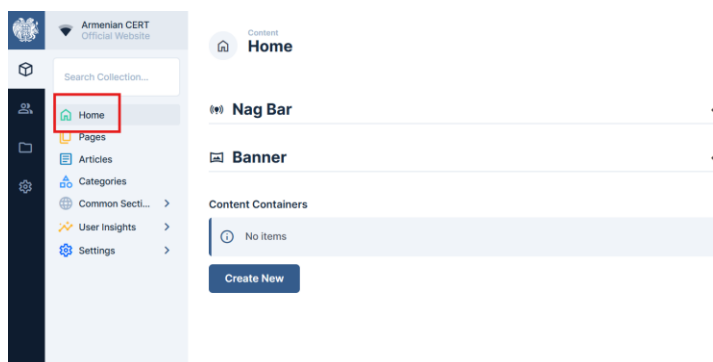 Armenian CERT
Official Website
Search Collection...
Home
Pages
Articles
Categories
Common Secti...
User Insights
Settings
Content
Home
Nag Bar
Banner
Content Containers
No items
Create New